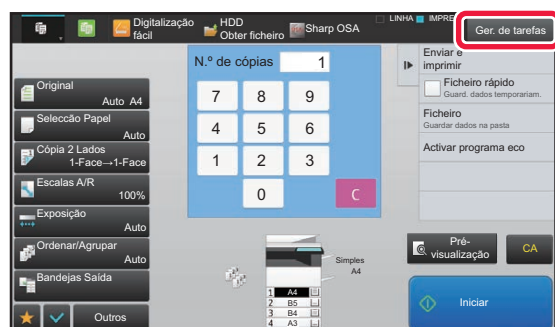 Digitalização
fácil
HDD
Obter ficheiro
Sharp OSA
LINHA
IMPRE
Ger. de tarefas
N.º de cópias
1
7 8 9
4 5 6
1 2 3
0 C
Original
Auto A4
Seleccão Papel
Auto
Cópia 2 Lados
1-Face→1-Face
Escalas A/R
100%
Exposição
Auto
Ordenar/Agrupar
Auto
Bandejas Saída
Outros
Simples
A4
1 A4
2 B5
3 B4
4 A3
Enviar e
imprimir
Ficheiro rápido
Guard. dados temporariam.
Ficheiro
Guardar dados na pasta
Activar programa eco
Pré-
visualização
CA
Iniciar